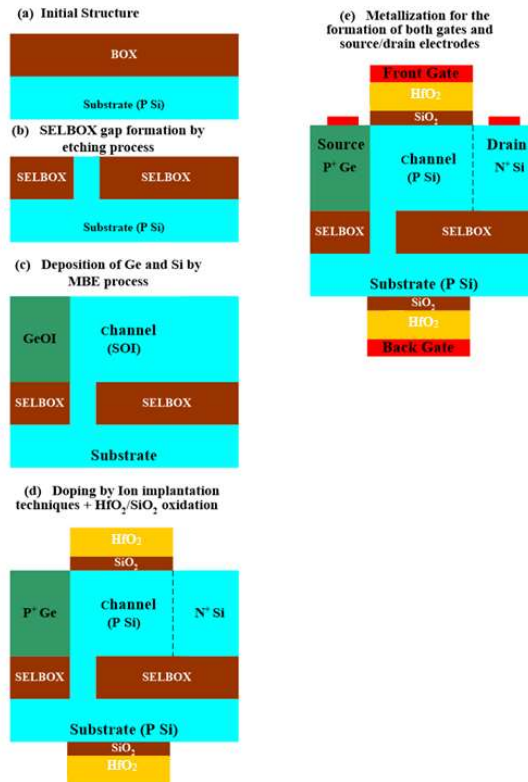 (a) Initial Structure
BOX
Substrate (P Si)
(b) SELBOX gap formation by
etching process
SELBOX
SELBOX
Substrate (P Si)
(c) Deposition of Ge and Si by
MBE process
GeOI
Channel
(SOI)
SELBOX
SELBOX
Substrate
(d) Doping by Ion implantation
techniques + HfO₂/SiO₂ oxidation
HfO₂
SiO₂
P⁺ Ge
Channel
(P Si)
N⁺ Si
SELBOX
SELBOX
Substrate (P Si)
SiO₂
HfO₂
(e) Metallization for the
formation of both gates and
source/drain electrodes
Front Gate
HfO₂
SiO₂
Source
P⁺ Ge
Channel
(P Si)
Drain
N⁺ Si
SELBOX
SELBOX
Substrate (P Si)
SiO₂
HfO₂
Back Gate